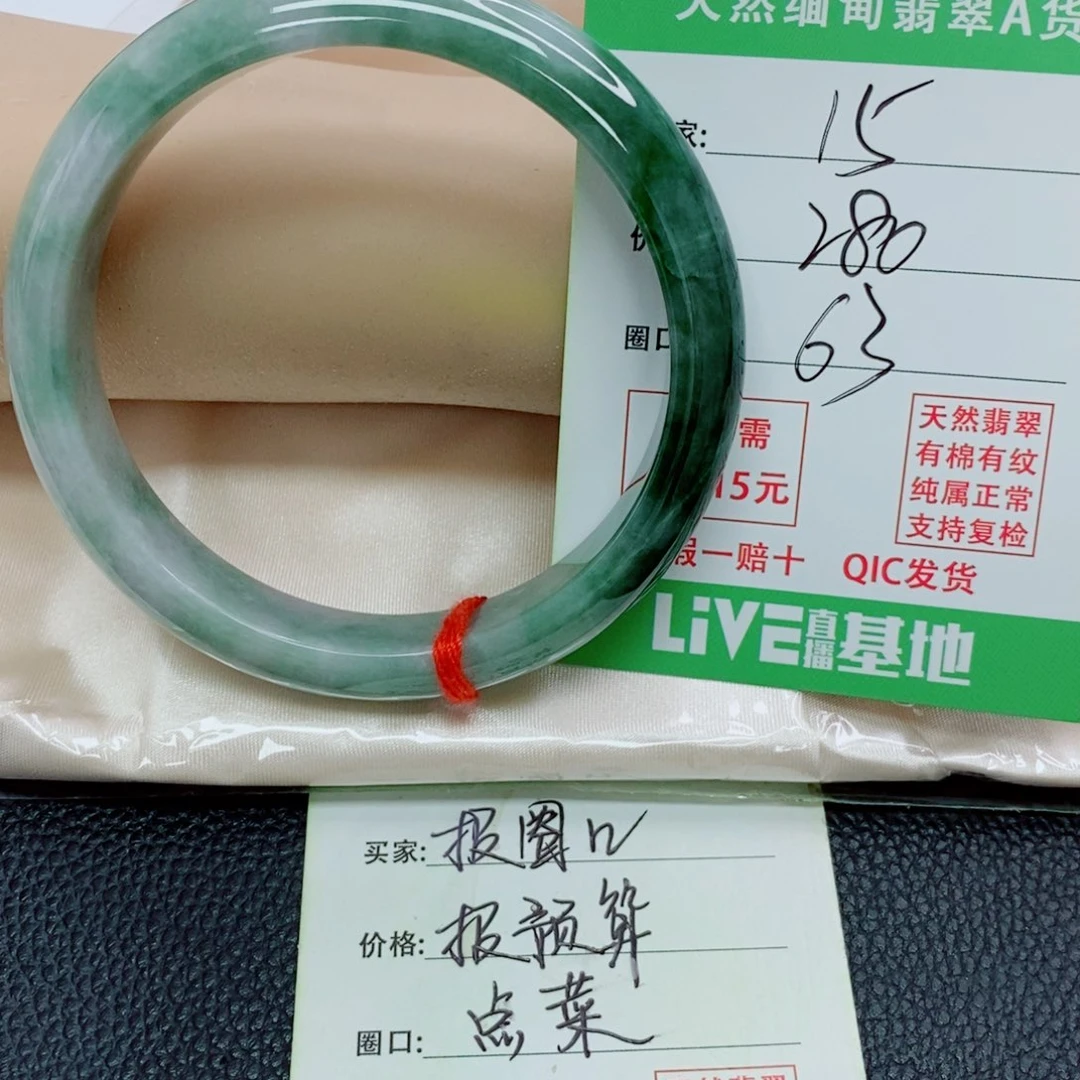 天然缅甸翡翠A货
家: 15
280
圈口 63
需
15元
天然翡翠
有棉有纹
纯属正常
支持复检
假一赔十 QIC发货
LiVE直播基地
买家: 报圈口
价格: 报预算
圈口: 点菜